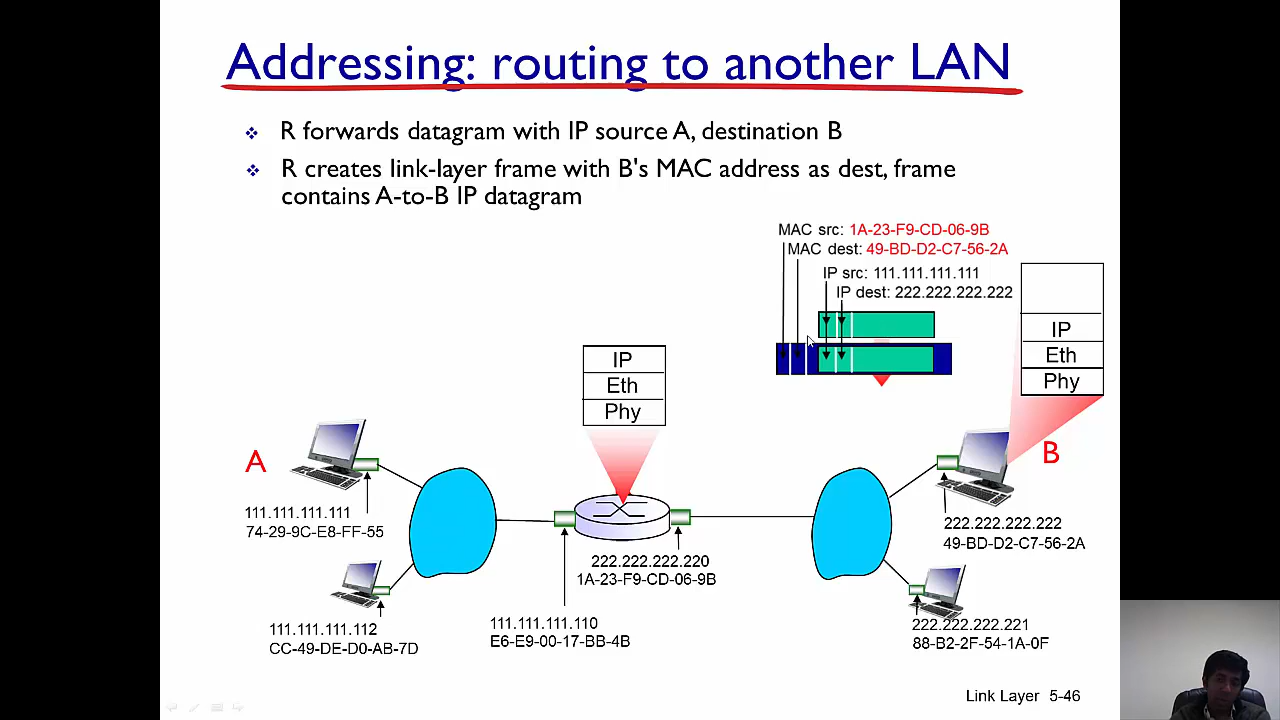 Addressing: routing to another LAN
R forwards datagram with IP source A, destination B
R creates link-layer frame with B's MAC address as dest, frame
contains A-to-B IP datagram
MAC src: 1A-23-F9-CD-06-9B
MAC dest: 49-BD-D2-C7-56-2A
IP src: 111.111.111.111
IP dest: 222.222.222.222
IP
Eth
Phy
IP
Eth
Phy
A
B
111.111.111.111
74-29-9C-E8-FF-55
222.222.222.222
49-BD-D2-C7-56-2A
222.222.222.220
1A-23-F9-CD-06-9B
111.111.111.112
CC-49-DE-D0-AB-7D
111.111.111.110
E6-E9-00-17-BB-4B
222.222.222.221
88-B2-2F-54-1A-0F
Link Layer 5-46